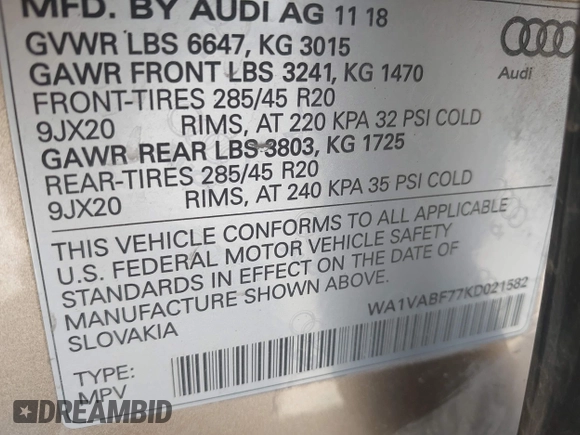 MFD. BY AUDI AG 11 18
GVWR LBS 6647, KG 3015
GAWR FRONT LBS 3241, KG 1470
FRONT-TIRES 285/45 R20
9JX20 RIMS, AT 220 KPA 32 PSI COLD
GAWR REAR LBS 3803, KG 1725
REAR-TIRES 285/45 R20
9JX20 RIMS, AT 240 KPA 35 PSI COLD
Audi
THIS VEHICLE CONFORMS TO ALL APPLICABLE
U.S. FEDERAL MOTOR VEHICLE SAFETY
STANDARDS IN EFFECT ON THE DATE OF
MANUFACTURE SHOWN ABOVE.
SLOVAKIA
WA1VABF77KD021582
TYPE:
MPV
DREAMBID